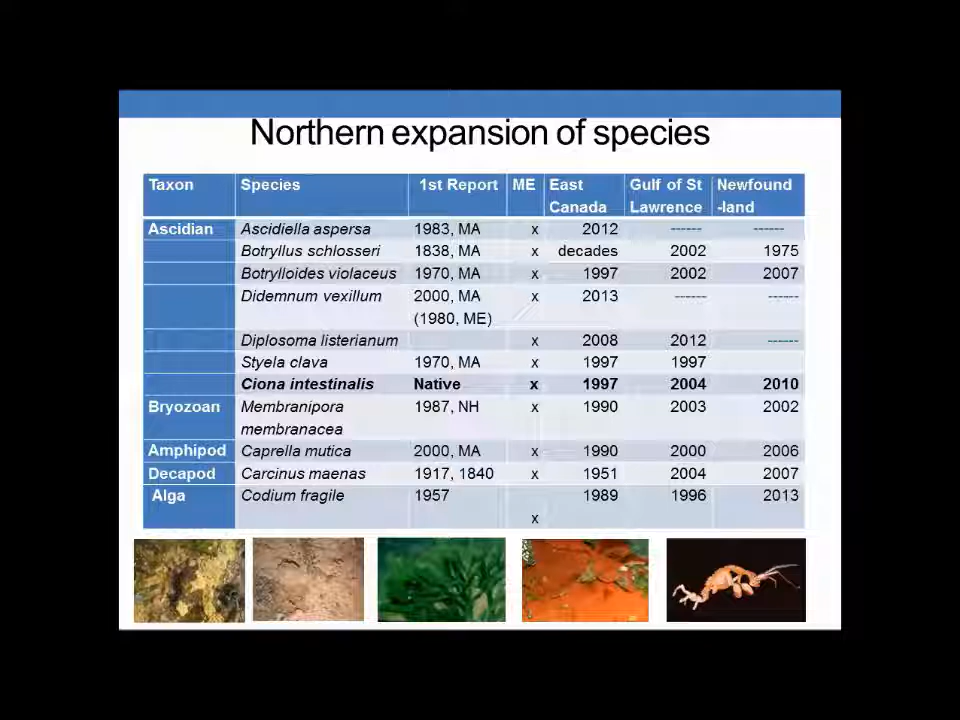 Northern expansion of species
Taxon Species 1st Report ME East Canada Gulf of St Lawrence Newfound-land
Ascidian Ascidiella aspersa 1983, MA x 2012 ------ ------
Botryllus schlosseri 1838, MA x decades 2002 1975
Botrylloides violaceus 1970, MA x 1997 2002 2007
Didemnum vexillum 2000, MA x 2013 ------ ------
(1980, ME)
Diplosoma listerianum x 2008 2012 ------
Styela clava 1970, MA x 1997 1997
Ciona intestinalis Native x 1997 2004 2010
Bryozoan Membranipora 1987, NH x 1990 2003 2002
membranacea
Amphipod Caprella mutica 2000, MA x 1990 2000 2006
Decapod Carcinus maenas 1917, 1840 x 1951 2004 2007
Alga Codium fragile 1957 1989 1996 2013
x